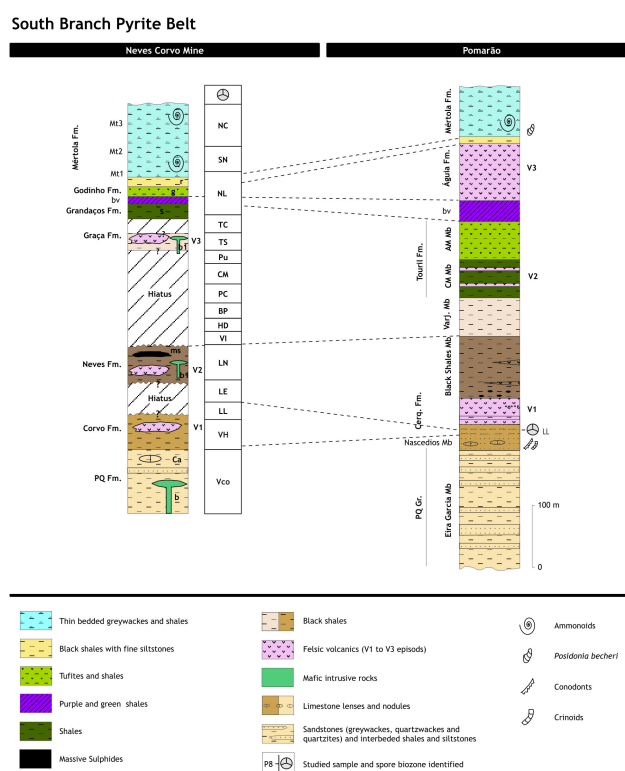 South Branch Pyrite Belt
Neves Corvo Mine
Pomarão
Mértola Fm.
Mt3
Mt2
Mt1
Godinho Fm.
bv
Grandaços Fm.
Graça Fm.
Neves Fm.
Corvo Fm.
PQ Fm.
r
g
s
?
b1
?
V3
Hiatus
ms
b1
V2
?
Hiatus
?
V1
Ca
b
NC
SN
NL
TC
TS
Pu
CM
PC
BP
HD
VI
LN
LE
LL
VH
Vco
Mértola Fm.
Águia Fm.
V3
bv
Touril Fm.
AM Mb
CM Mb
V2
Varj. Mb
Black Shales Mb
Cerq. Fm.
V1
LL
Nascedios Mb
PQ Gr.
Eira Garcia Mb
100 m
0
Thin bedded greywackes and shales
Black shales with fine siltstones
Tufites and shales
Purple and green shales
Shales
Massive Sulphides
Black shales
Felsic volcanics (V1 to V3 episods)
Mafic intrusive rocks
Limestone lenses and nodules
Sandstones (greywackes, quartzwackes and
quartzites) and interbeded shales and siltstones
P8
Studied sample and spore biozone identified
Ammonoids
Posidonia becheri
Conodonts
Crinoids